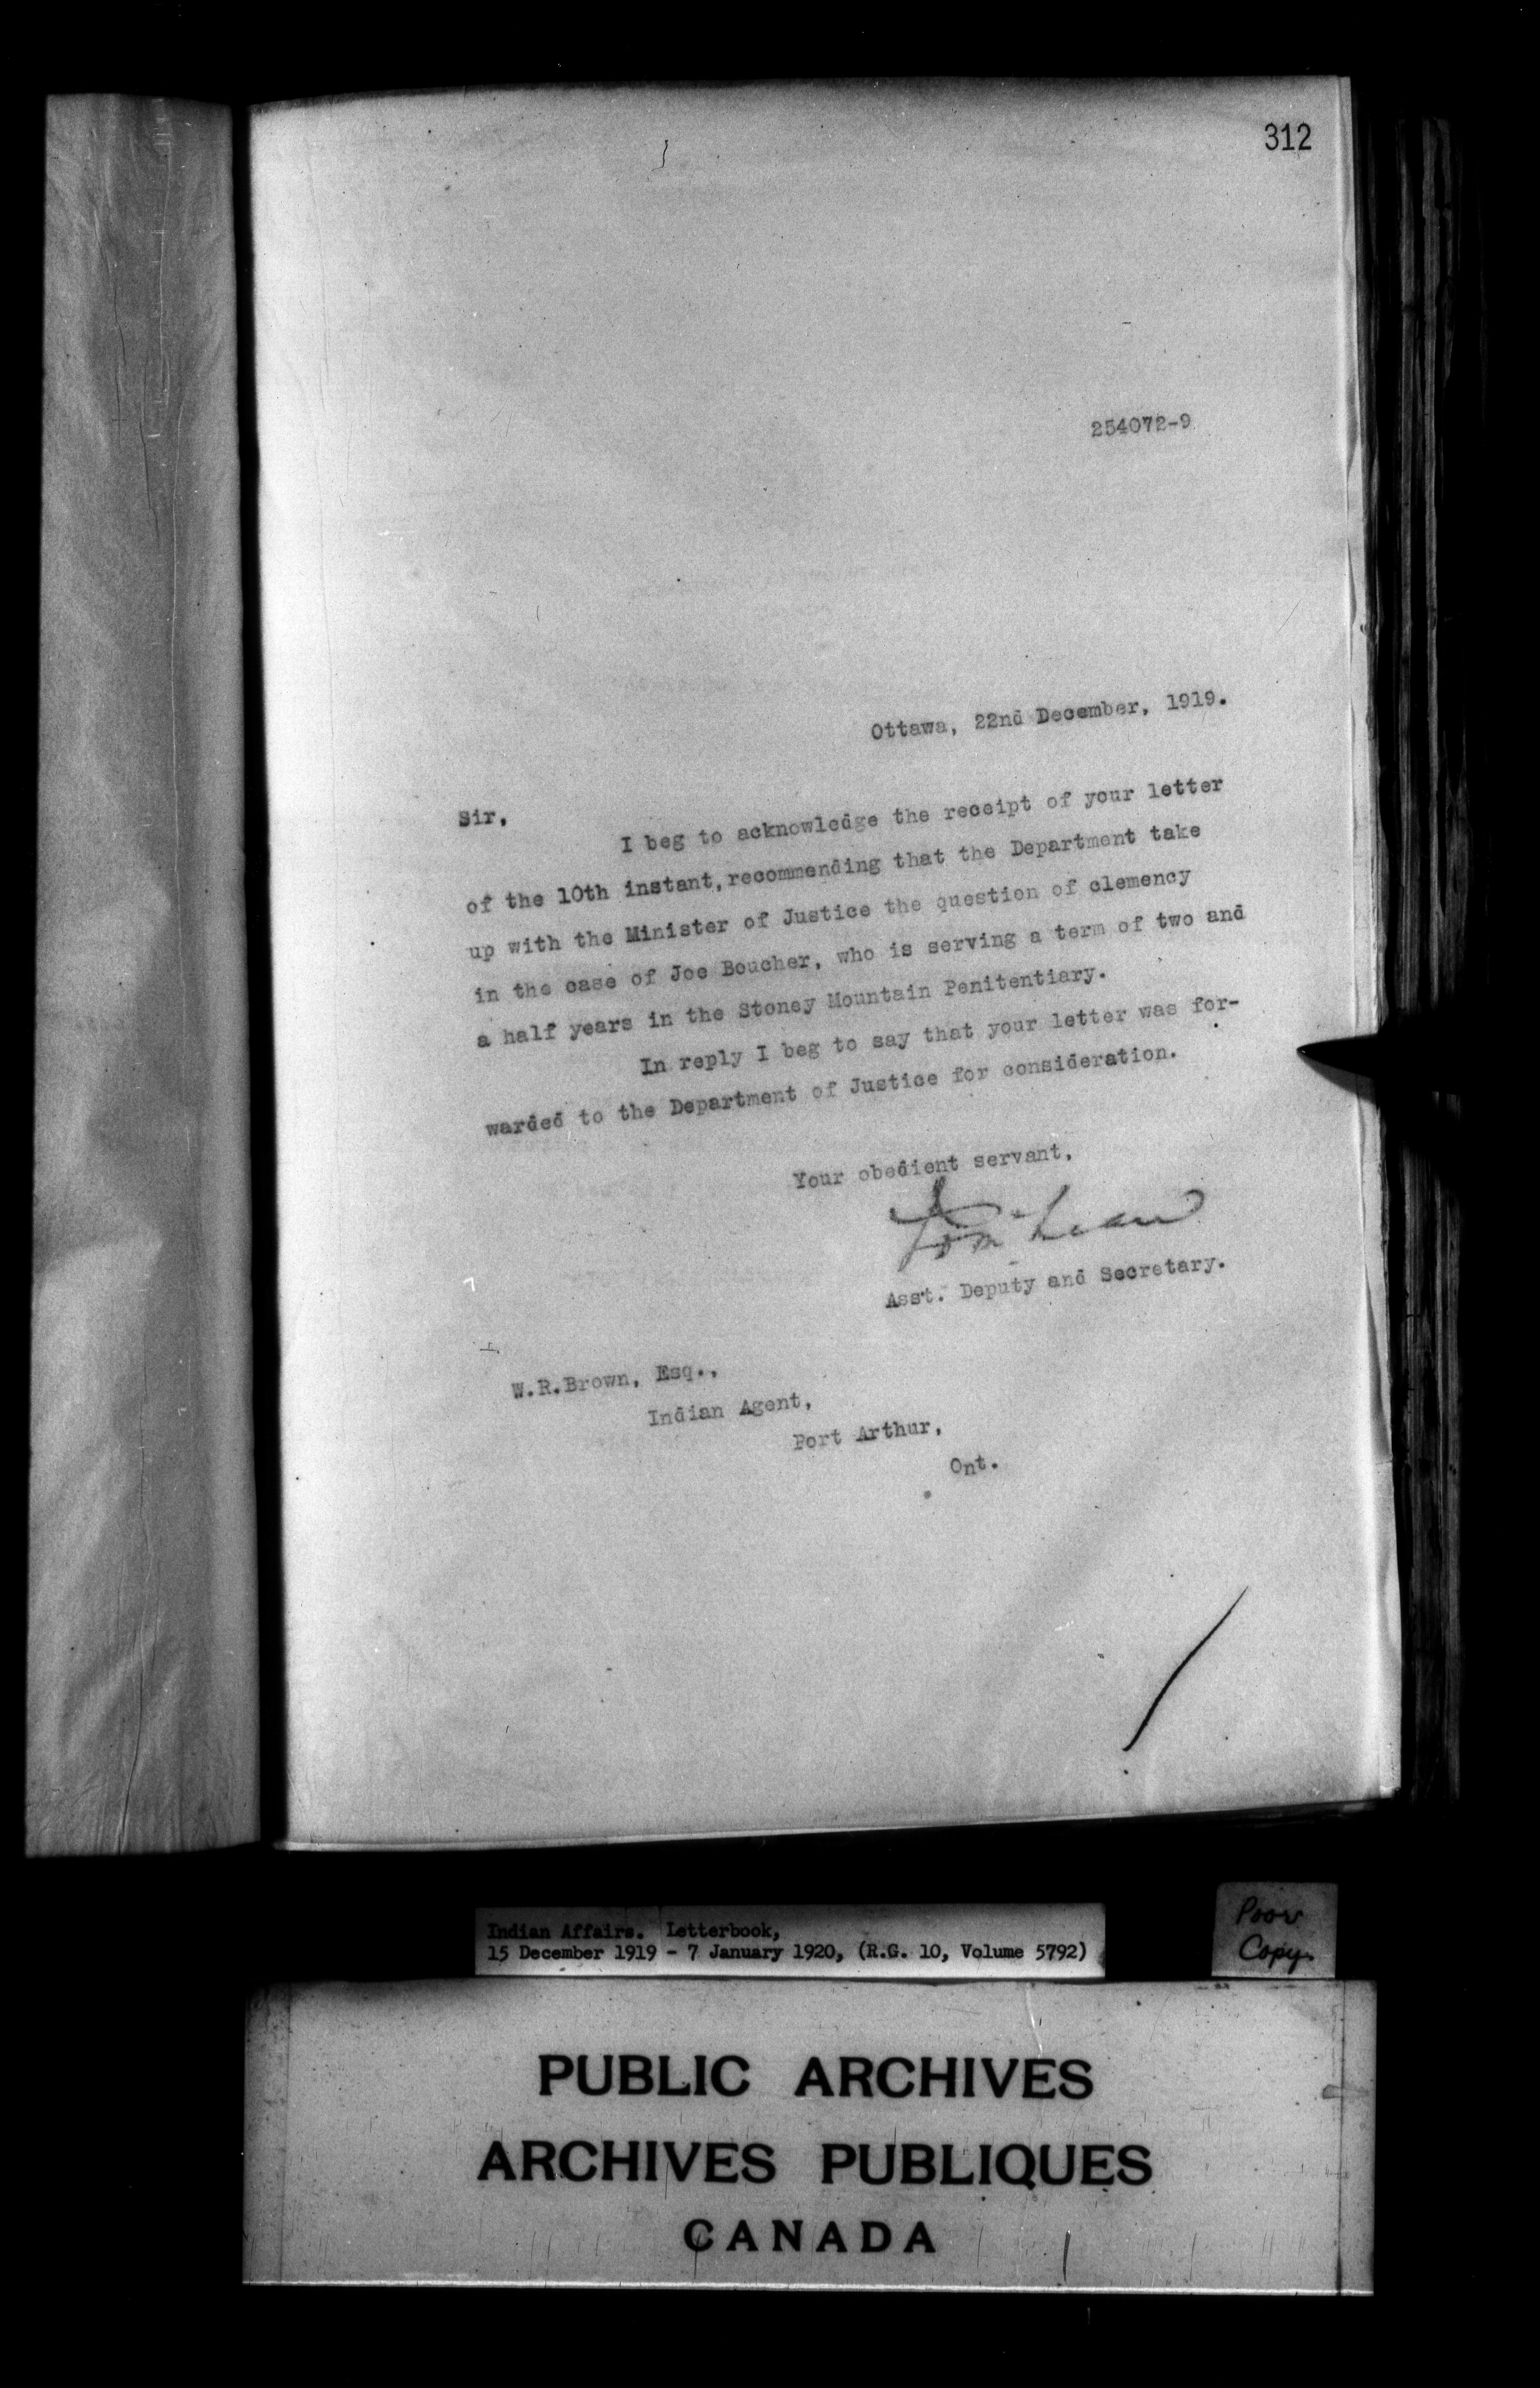 312
254072-9
Ottawa, 22nd December, 1919.
Sir,
I beg to acknowledge the receipt of your letter
of the 10th instant, recommending that the Department take
up with the Minister of Justice the question of clemency
in the case of Joe Boucher, who is serving a term of two and
a half years in the Stoney Mountain Penitentiary.
In reply I beg to say that your letter was for-
warded to the Department of Justice for consideration.
Your obedient servant,
Asst. Deputy and Secretary.
W.R.Brown, Esq.,
Indian Agent,
Port Arthur,
Ont.
Indian Affairs. Letterbook,
15 December 1919 - 7 January 1920, (R.G. 10, Volume 5792)
Poor
Copy
PUBLIC ARCHIVES
ARCHIVES PUBLIQUES
CANADA